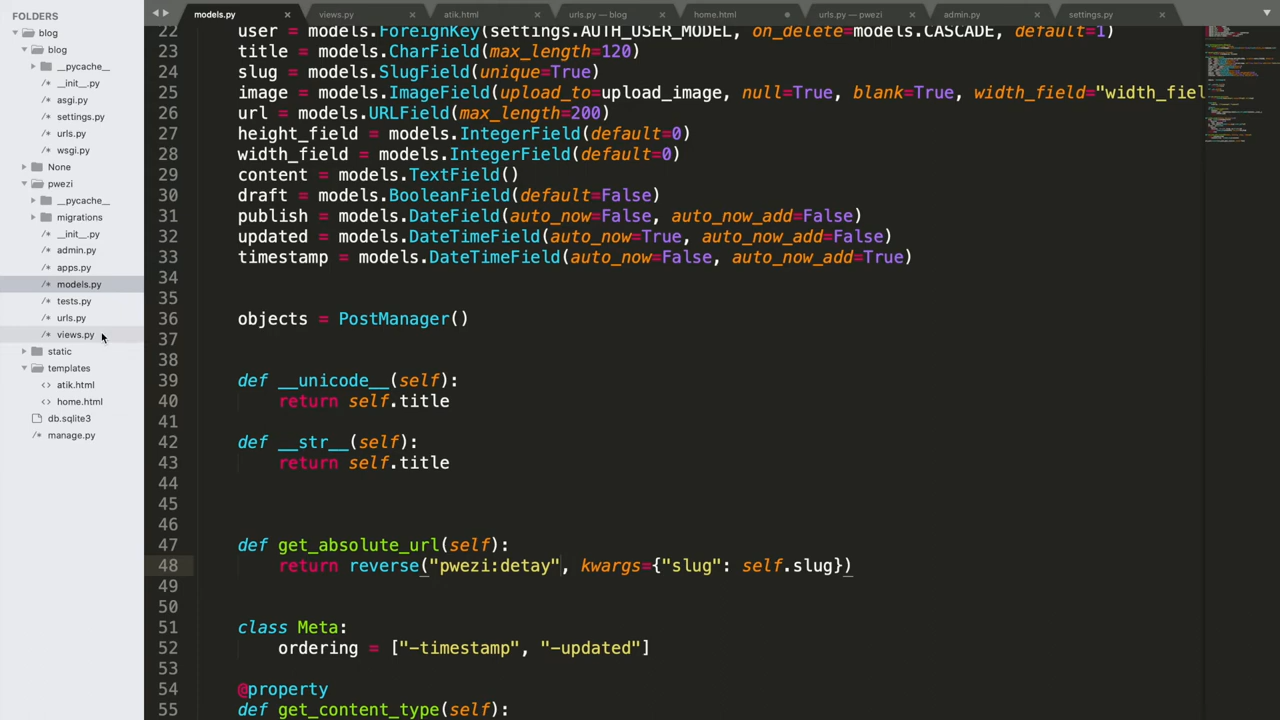 FOLDERS
blog
blog
__pycache__
__init__.py
asgi.py
settings.py
urls.py
wsgi.py
None
pwezi
__pycache__
migrations
__init__.py
admin.py
apps.py
models.py
tests.py
urls.py
views.py
static
templates
atik.html
home.html
db.sqlite3
manage.py
models.py × views.py × atik.html × urls.py — blog × home.html urls.py — pwezi × admin.py × settings.py ×
22 user = models.ForeignKey(settings.AUTH_USER_MODEL, on_delete=models.CASCADE, default=1)
23 title = models.CharField(max_length=120)
24 slug = models.SlugField(unique=True)
25 image = models.ImageField(upload_to=upload_image, null=True, blank=True, width_field="width_fiel
26 url = models.URLField(max_length=200)
27 height_field = models.IntegerField(default=0)
28 width_field = models.IntegerField(default=0)
29 content = models.TextField()
30 draft = models.BooleanField(default=False)
31 publish = models.DateField(auto_now=False, auto_now_add=False)
32 updated = models.DateTimeField(auto_now=True, auto_now_add=False)
33 timestamp = models.DateTimeField(auto_now=False, auto_now_add=True)
34
35
36 objects = PostManager()
37
38
39 def __unicode__(self):
40 return self.title
41
42 def __str__(self):
43 return self.title
44
45
46
47 def get_absolute_url(self):
48 return reverse("pwezi:detay", kwargs={"slug": self.slug})
49
50
51 class Meta:
52 ordering = ["-timestamp", "-updated"]
53
54 @property
55 def get_content_type(self):